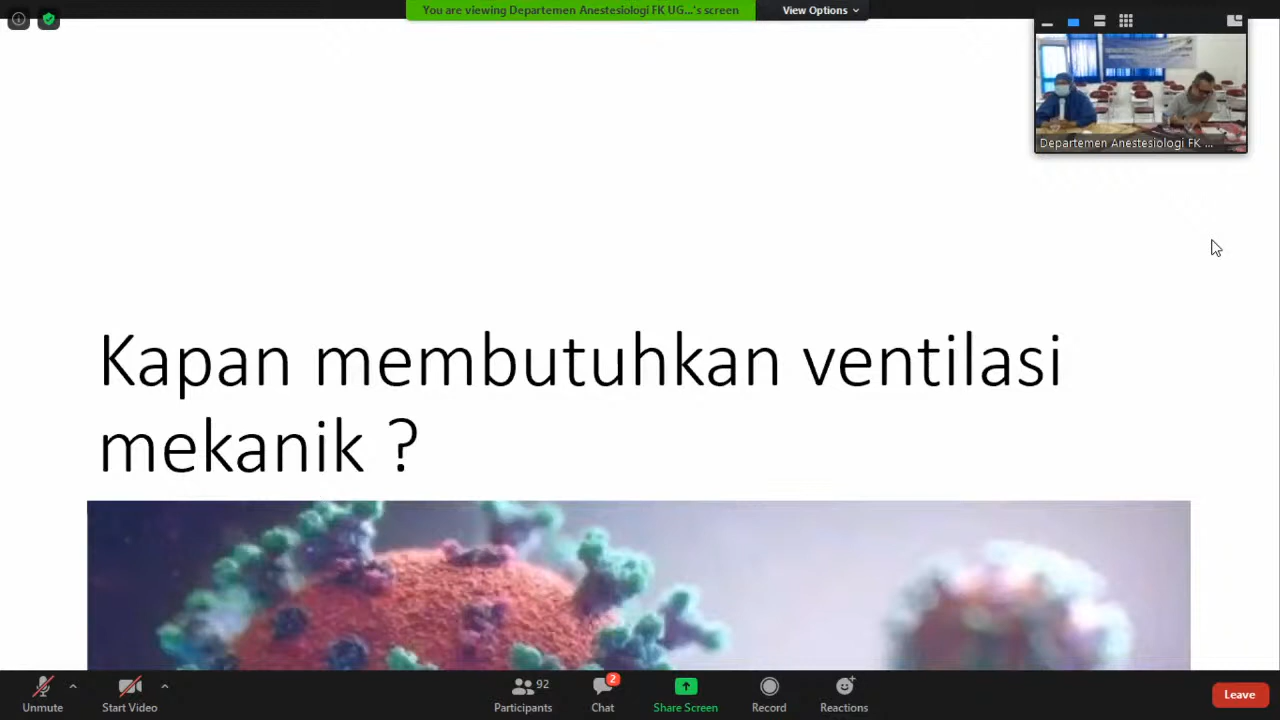 You are viewing Departemen Anestesiologi FK UG...'s screen
View Options
Departemen Anestesiologi FK ...
Kapan membutuhkan ventilasi
mekanik ?
Unmute
Start Video
Participants
92
Chat
2
Share Screen
Record
Reactions
Leave